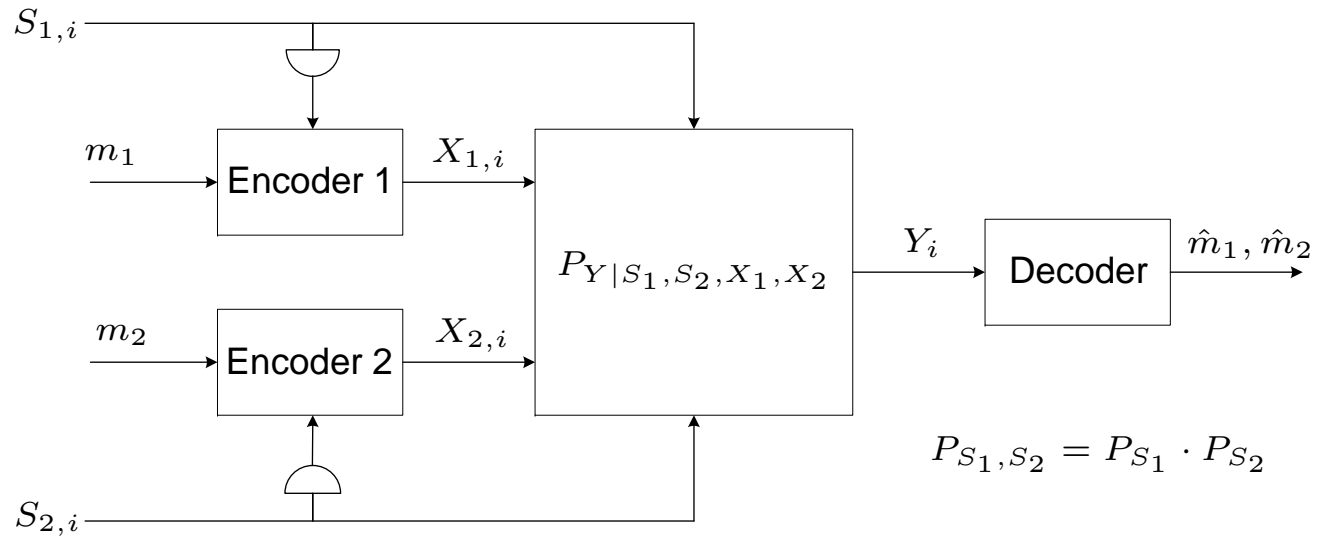 S_{1,i}
m_1
Encoder 1
X_{1,i}
P_{Y|S_1,S_2,X_1,X_2}
Y_i
Decoder
\hat{m}_1, \hat{m}_2
m_2
Encoder 2
X_{2,i}
P_{S_1,S_2} = P_{S_1} \cdot P_{S_2}
S_{2,i}